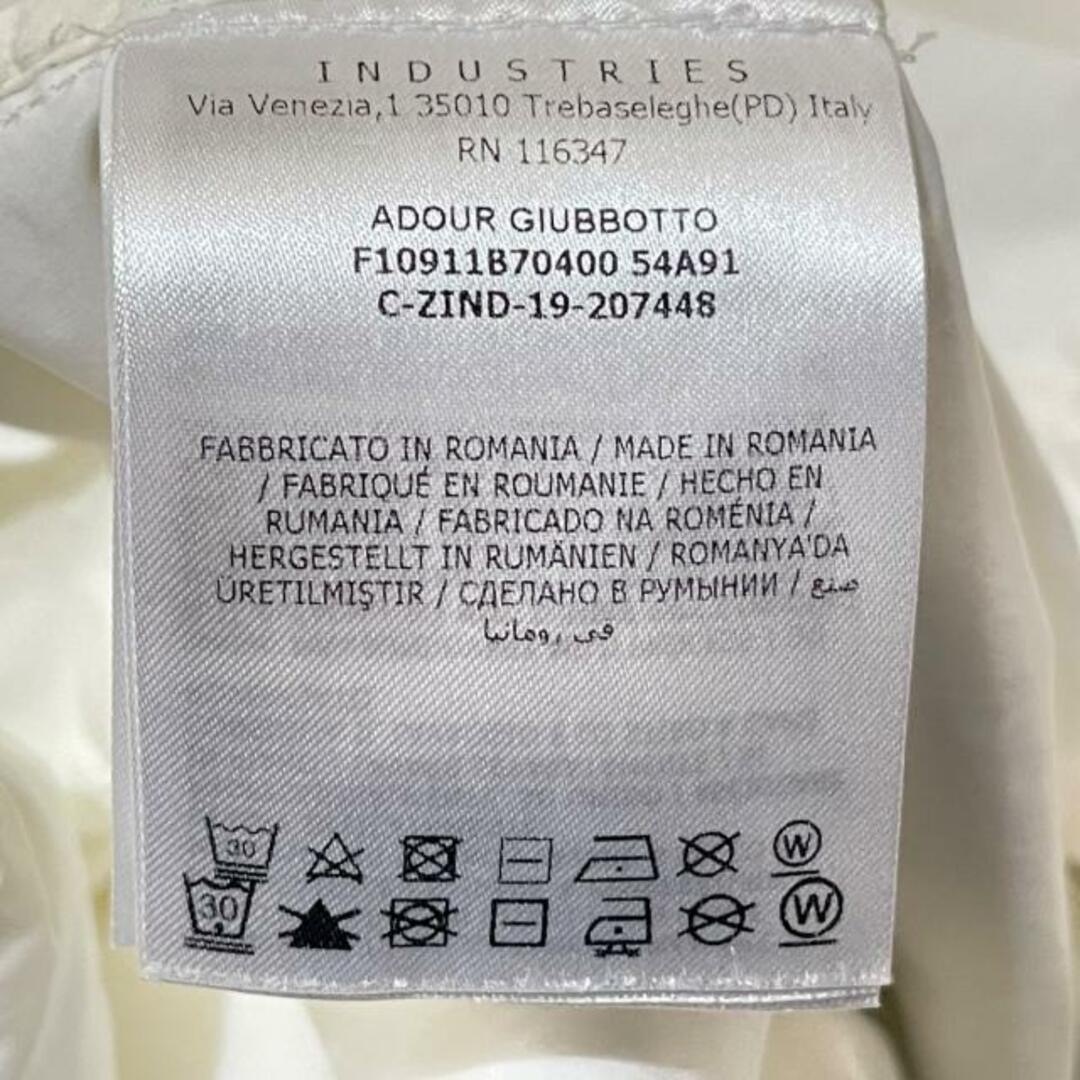 INDUSTRIES
Via Venezia,1 35010 Trebaseleghe(PD) Italy
RN 116347
ADOUR GIUBBOTTO
F10911B70400 54A91
C-ZIND-19-207448
FABBRICATO IN ROMANIA / MADE IN ROMANIA
/ FABRIQUÉ EN ROUMANIE / HECHO EN
RUMANIA / FABRICADO NA ROMÉNIA /
HERGESTELLT IN RUMÄNIEN / ROMANYA'DA
ÜRETILMIŞTIR / СДЕЛАНО В РУМЫНИИ / صنع
في رومانيا
30 W
30 W